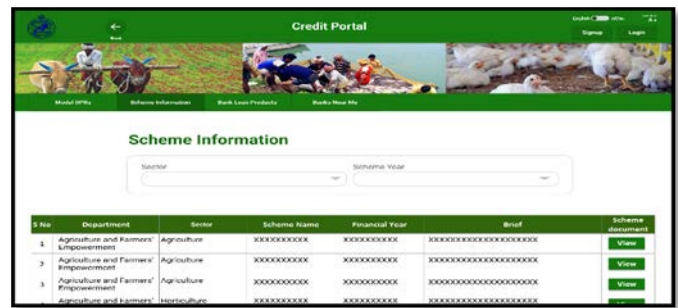 Credit Portal
Back
Signup Login
Model DPRs Scheme Information Bank Loan Products Banks Near Me
Scheme Information
Sector Scheme Year
S No Department Sector Scheme Name Financial Year Brief Scheme document
1 Agriculture and Farmers' Empowerment Agriculture XXXXXXXXXX XXXXXXXXXX XXXXXXXXXXXXXXXXXXXX View
2 Agriculture and Farmers' Empowerment Agriculture XXXXXXXXXX XXXXXXXXXX XXXXXXXXXXXXXXXXXXXX View
3 Agriculture and Farmers' Empowerment Agriculture XXXXXXXXXX XXXXXXXXXX XXXXXXXXXXXXXXXXXXXX View
Agriculture and Farmers' Horticulture XXXXXXXXXX XXXXXXXXXX XXXXXXXXXXXXXXXXXXXX